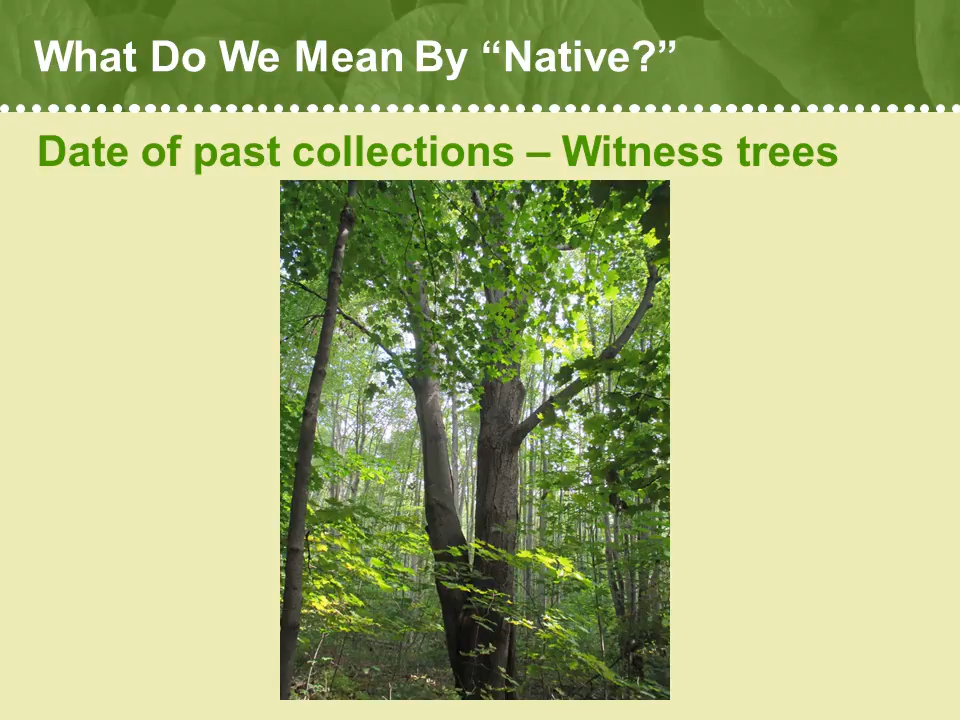 What Do We Mean By “Native?”
Date of past collections – Witness trees